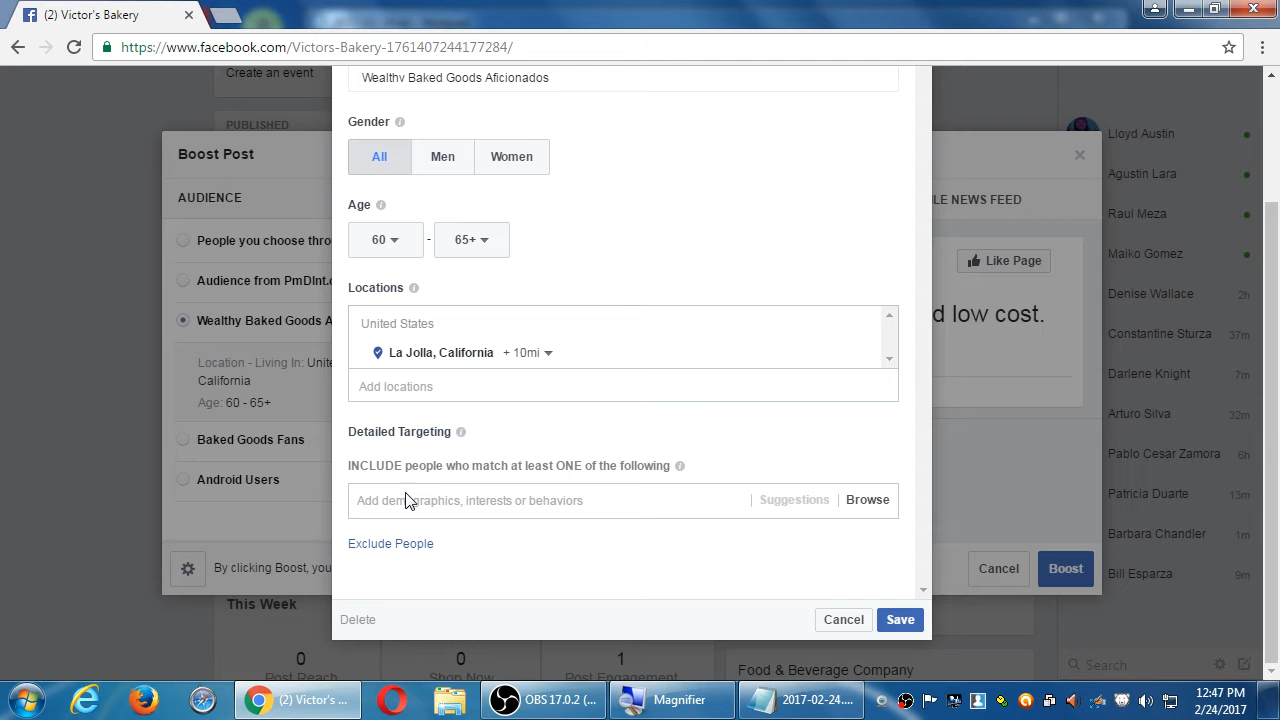 (2) Victor's Bakery
https://www.facebook.com/Victors-Bakery-1761407244177284/
Create an event
PUBLISHED
Boost Post
AUDIENCE
People you choose thro
Audience from PmDInt.c
Wealthy Baked Goods A
Location - Living In: Unite
California
Age: 60 - 65+
Baked Goods Fans
Android Users
By clicking Boost, you
Wealthy Baked Goods Aficionados
Gender
All
Men
Women
Age
60
-
65+
Locations
United States
La Jolla, California + 10mi
Add locations
Detailed Targeting
INCLUDE people who match at least ONE of the following
Add demographics, interests or behaviors
Suggestions
Browse
Exclude People
Delete
Cancel
Save
LE NEWS FEED
Like Page
d low cost.
Cancel
Boost
Lloyd Austin
Agustin Lara
Raul Meza
Maiko Gomez
Denise Wallace 2h
Constantine Sturza 37m
Darlene Knight 7m
Arturo Silva 32m
Pablo Cesar Zamora 6h
Patricia Duarte 13m
Barbara Chandler 1m
Bill Esparza 9m
Search
This Week
0
Post Reach
0
Shop Now
1
Post Engagement
Food & Beverage Company
(2) Victor's ...
OBS 17.0.2 (...
Magnifier
2017-02-24....
12:47 PM
2/24/2017